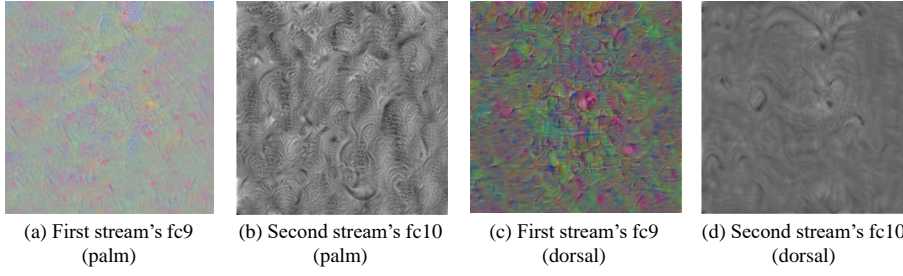 (a) First stream's fc9
(palm)
(b) Second stream's fc10
(palm)
(c) First stream's fc9
(dorsal)
(d) Second stream's fc10
(dorsal)